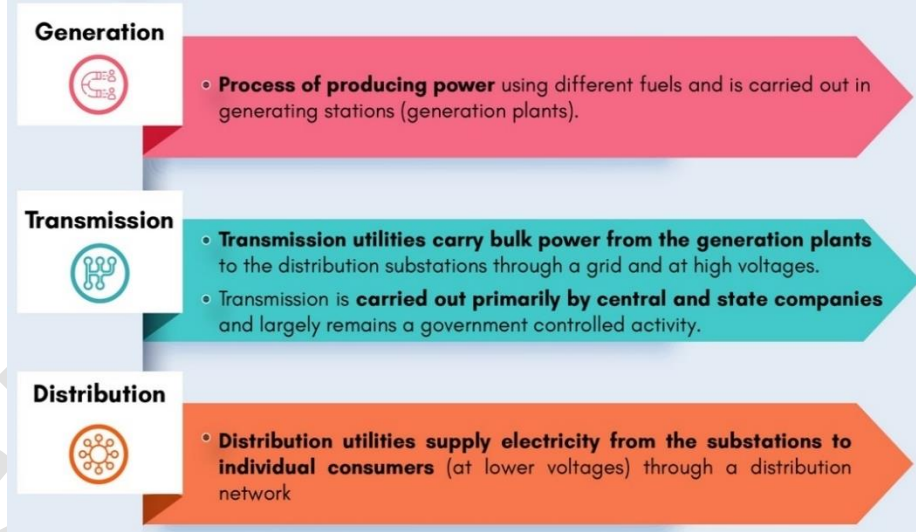 Generation
• Process of producing power using different fuels and is carried out in
generating stations (generation plants).
Transmission
• Transmission utilities carry bulk power from the generation plants
to the distribution substations through a grid and at high voltages.
• Transmission is carried out primarily by central and state companies
and largely remains a government controlled activity.
Distribution
• Distribution utilities supply electricity from the substations to
individual consumers (at lower voltages) through a distribution
network